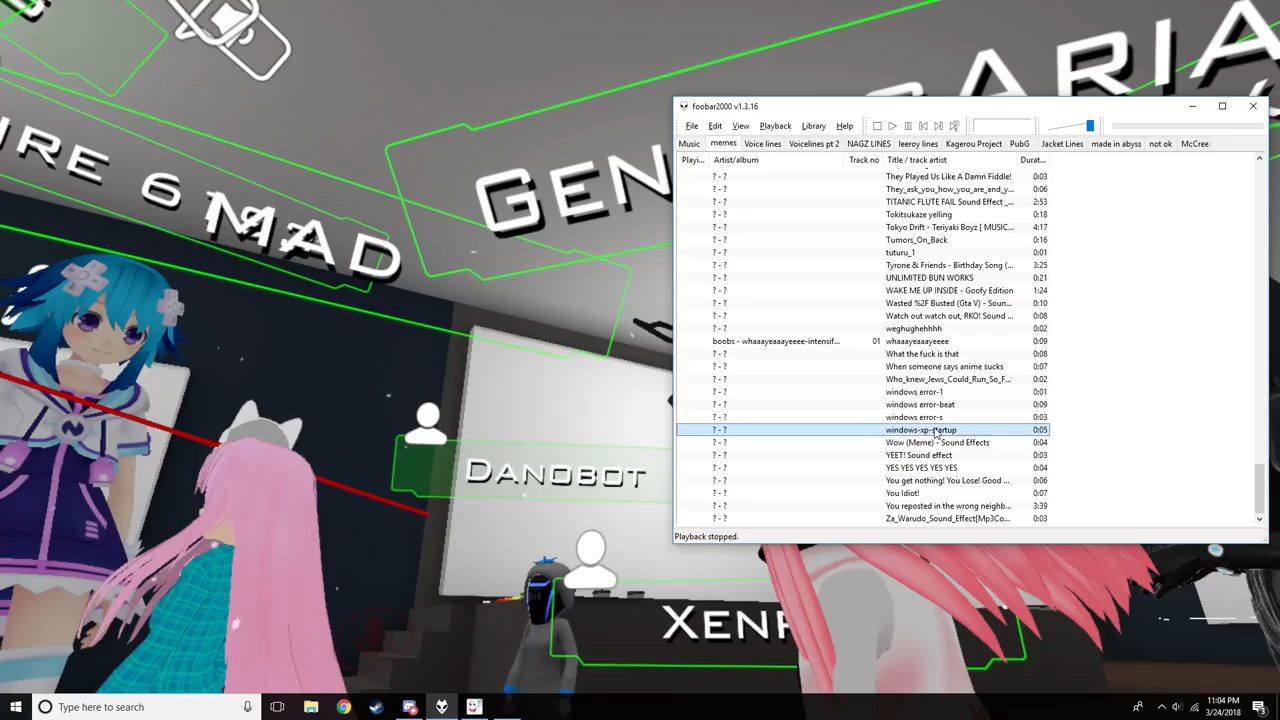 GEN
ARIA
IRE 6
MAD
DANOBOT
XENR
foobar2000 v1.3.16
File Edit View Playback Library Help
Music memes Voice lines Voicelines pt 2 NAGZ LINES leeroy lines Kagerou Project PubG Jacket Lines made in abyss not ok McCree
Playi... Artist/album Track no Title / track artist Durat...
? - ? They Played Us Like A Damn Fiddle! 0:03
? - ? They_ask_you_how_you_are_and_y... 0:06
? - ? TITANIC FLUTE FAIL Sound Effect _... 2:53
? - ? Tokitsukaze yelling 0:18
? - ? Tokyo Drift - Teriyaki Boyz [ MUSIC... 4:17
? - ? Tumors_On_Back 0:16
? - ? tuturu_1 0:01
? - ? Tyrone & Friends - Birthday Song (... 3:25
? - ? UNLIMITED BUN WORKS 0:21
? - ? WAKE ME UP INSIDE - Goofy Edition 1:24
? - ? Wasted %2F Busted (Gta V) - Soun... 0:10
? - ? Watch out watch out, RKO! Sound ... 0:08
? - ? weghughehhhh 0:02
boobs - whaaayeaaayeeee-intensif... 01 whaaayeaaayeeee 0:09
? - ? What the fuck is that 0:08
? - ? When someone says anime sucks 0:07
? - ? Who_knew_Jews_Could_Run_So_F... 0:02
? - ? windows error-1 0:01
? - ? windows error-beat 0:09
? - ? windows error-s 0:03
? - ? windows-xp-startup 0:05
? - ? Wow (Meme) - Sound Effects 0:04
? - ? YEET! Sound effect 0:03
? - ? YES YES YES YES YES 0:04
? - ? You get nothing! You Lose! Good ... 0:06
? - ? You Idiot! 0:07
? - ? You reposted in the wrong neighb... 3:39
? - ? Za_Warudo_Sound_Effect[Mp3Co... 0:03
Playback stopped.
Type here to search
11:04 PM
3/24/2018
3